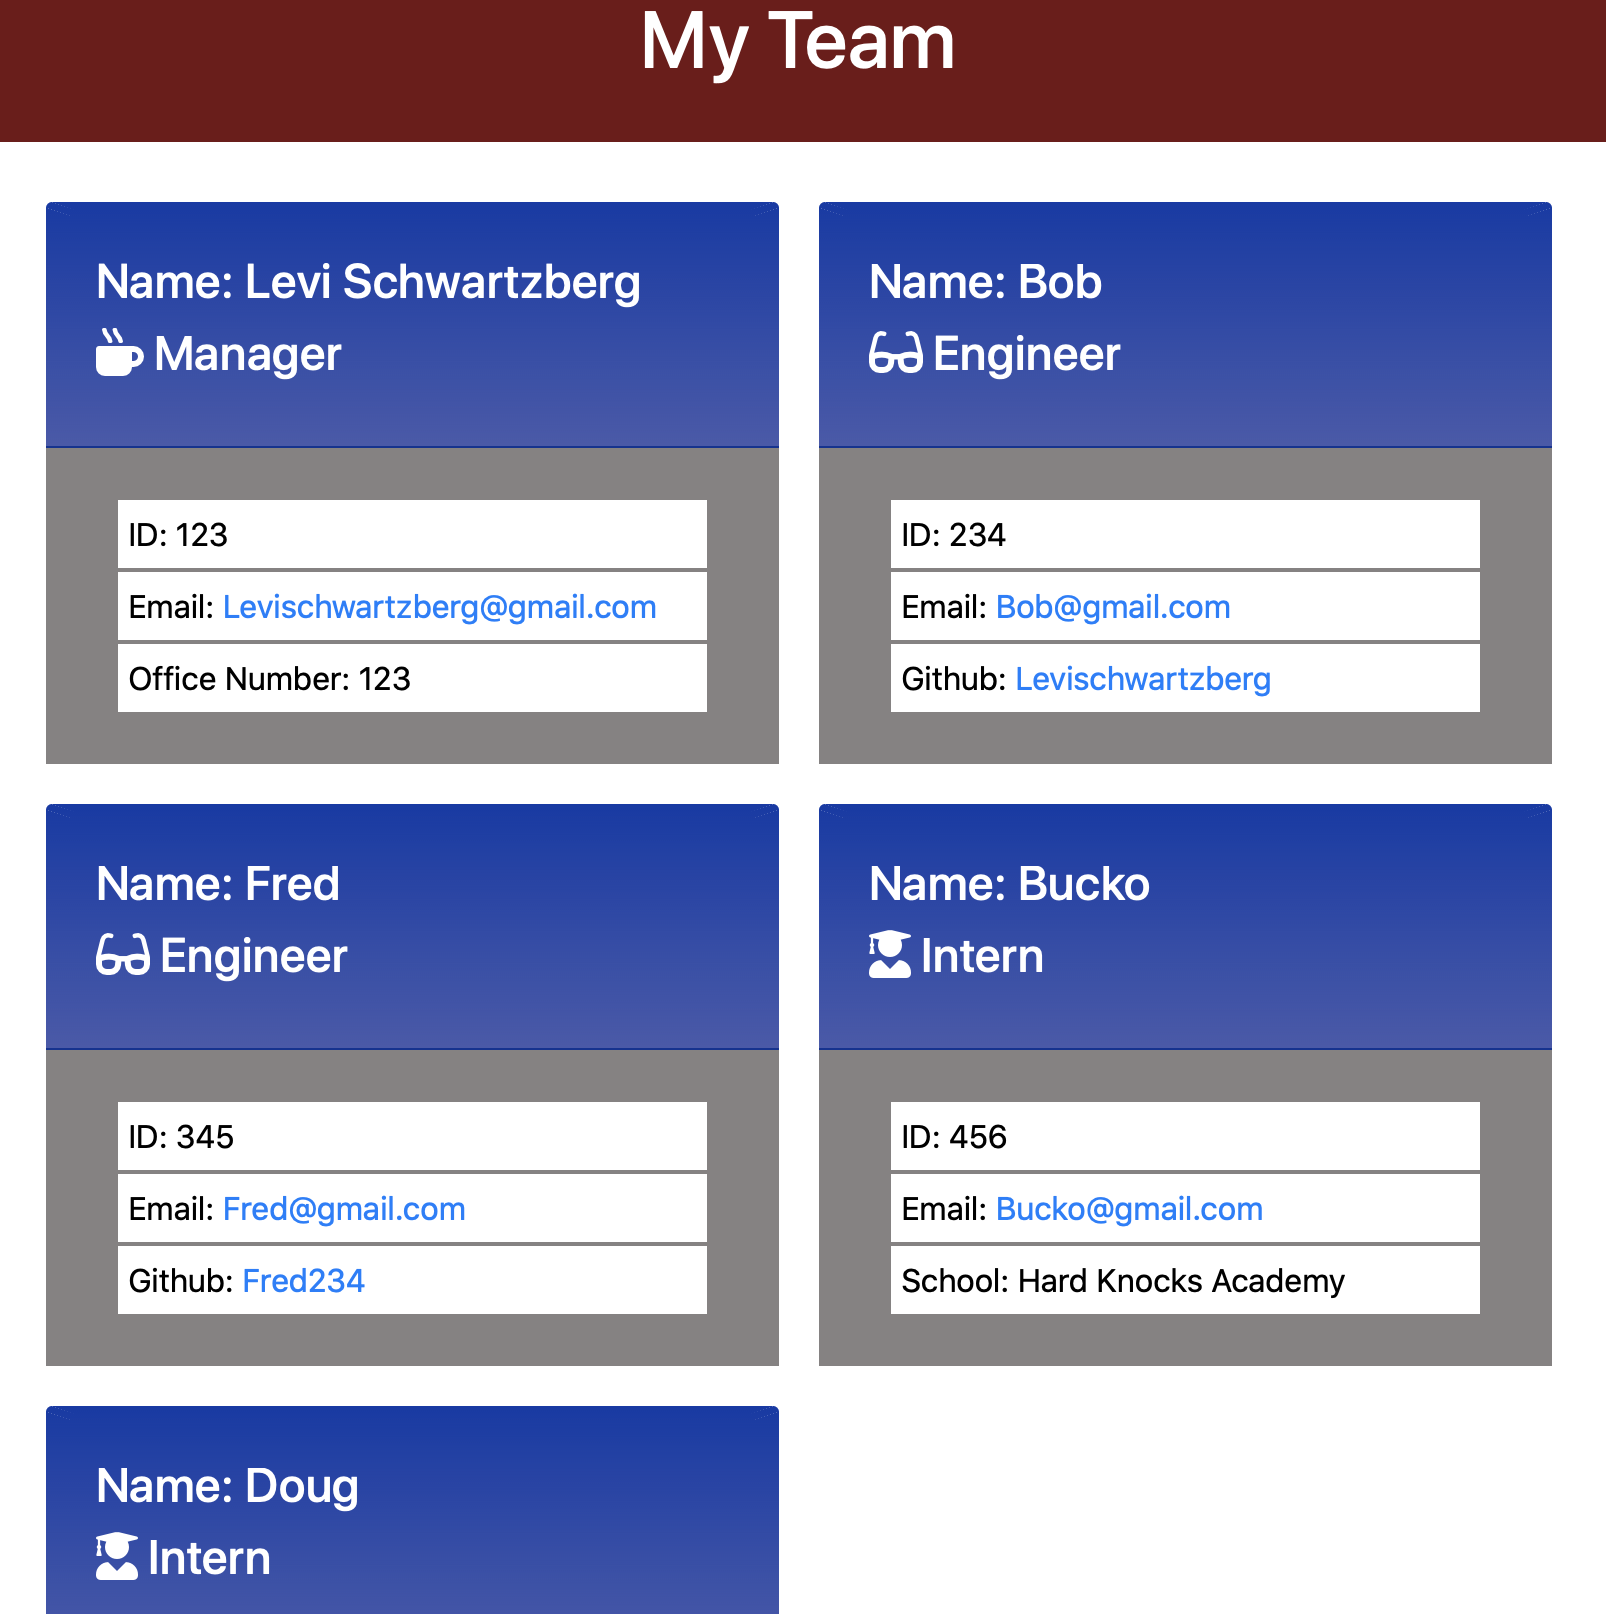 My Team
Name: Levi Schwartzberg
Manager
ID: 123
Email: Levischwartzberg@gmail.com
Office Number: 123
Name: Bob
Engineer
ID: 234
Email: Bob@gmail.com
Github: Levischwartzberg
Name: Fred
Engineer
ID: 345
Email: Fred@gmail.com
Github: Fred234
Name: Bucko
Intern
ID: 456
Email: Bucko@gmail.com
School: Hard Knocks Academy
Name: Doug
Intern